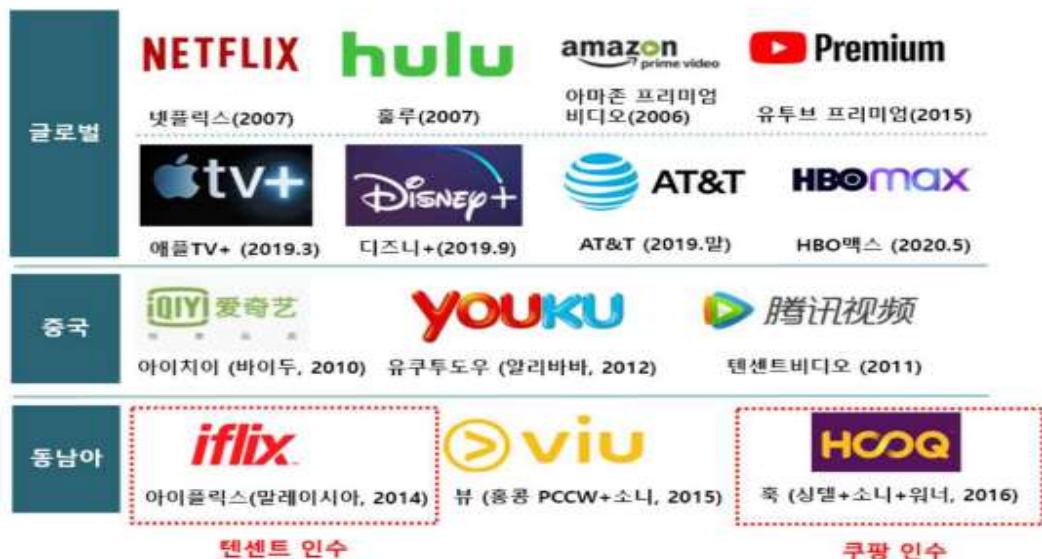 글로벌
NETFLIX
hulu
amazon
prime video
Premium
넷플릭스(2007)
훌루(2007)
아마존 프리미엄
비디오(2006)
유투브 프리미엄(2015)
tv+
Disney+
AT&T
HBOmax
애플TV+ (2019.3)
디즈니+(2019.9)
AT&T (2019.말)
HBO맥스 (2020.5)
중국
iQIYI 爱奇艺
YOUKU
腾讯视频
아이치이 (바이두, 2010)
유쿠투도우 (알리바바, 2012)
텐센트비디오 (2011)
동남아
iflix
viu
HOOQ
아이플릭스(말레이시아, 2014)
뷰 (홍콩 PCCW+소니, 2015)
훅 (싱텔+소니+워너, 2016)
텐센트 인수
쿠팡 인수